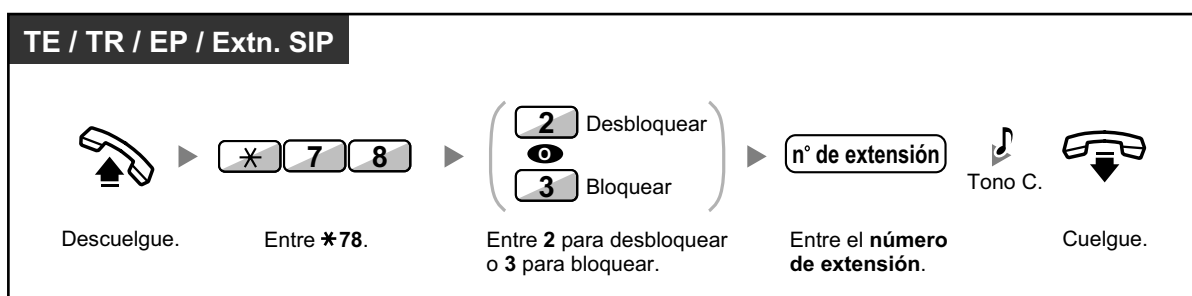 TE / TR / EP / Extn. SIP
* 7 8
2 Desbloquear
O
3 Bloquear
n° de extensión
Tono C.
Descuelgue.
Entre *78.
Entre 2 para desbloquear
o 3 para bloquear.
Entre el número
de extensión.
Cuelgue.